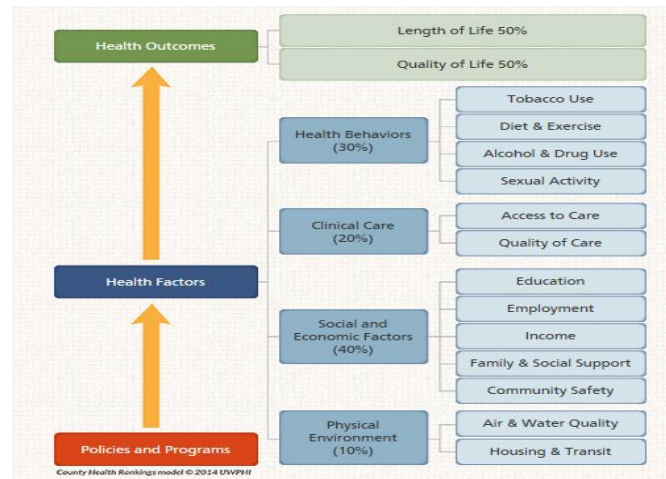 Health Outcomes
Length of Life 50%
Quality of Life 50%
Health Behaviors
(30%)
Tobacco Use
Diet & Exercise
Alcohol & Drug Use
Sexual Activity
Clinical Care
(20%)
Access to Care
Quality of Care
Health Factors
Social and
Economic Factors
(40%)
Education
Employment
Income
Family & Social Support
Community Safety
Physical
Environment
(10%)
Air & Water Quality
Housing & Transit
Policies and Programs
County Health Rankings model © 2014 UWPHI